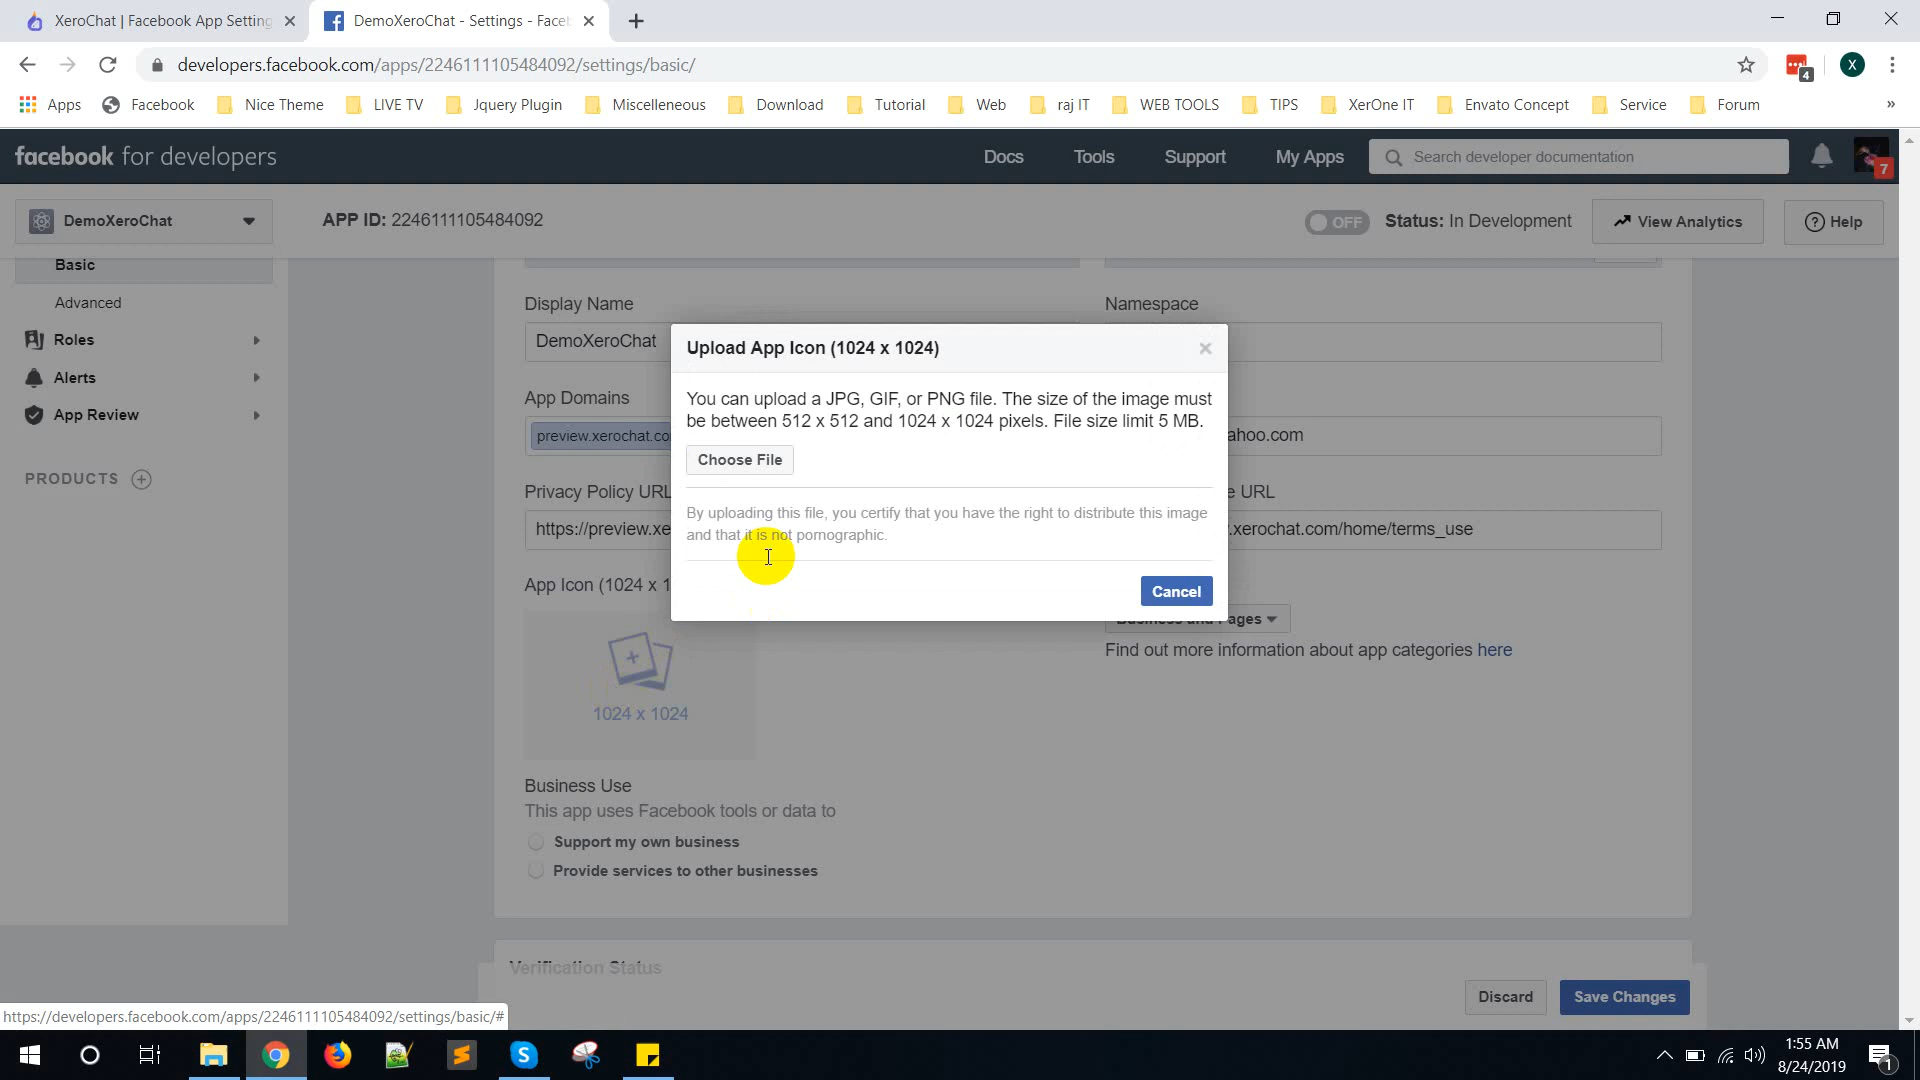 XeroChat | Facebook App Setting
DemoXeroChat - Settings - Face
developers.facebook.com/apps/2246111105484092/settings/basic/
4
X
Apps
Facebook
Nice Theme
LIVE TV
Jquery Plugin
Miscelleneous
Download
Tutorial
Web
raj IT
WEB TOOLS
TIPS
XerOne IT
Envato Concept
Service
Forum
»
facebook for developers
Docs
Tools
Support
My Apps
Search developer documentation
7
DemoXeroChat
APP ID: 2246111105484092
OFF
Status: In Development
View Analytics
Help
Basic
Advanced
Roles
Alerts
App Review
PRODUCTS
Display Name
Namespace
DemoXeroChat
App Domains
preview.xerochat.co
ahoo.com
Privacy Policy URL
e URL
https://preview.xe
.xerochat.com/home/terms_use
App Icon (1024 x 1
Upload App Icon (1024 x 1024)
You can upload a JPG, GIF, or PNG file. The size of the image must
be between 512 x 512 and 1024 x 1024 pixels. File size limit 5 MB.
Choose File
By uploading this file, you certify that you have the right to distribute this image
and that it is not pornographic.
Cancel
Business and Pages
Find out more information about app categories here
1024 x 1024
Business Use
This app uses Facebook tools or data to
Support my own business
Provide services to other businesses
Verification Status
Discard
Save Changes
https://developers.facebook.com/apps/2246111105484092/settings/basic/#
1:55 AM
8/24/2019
1